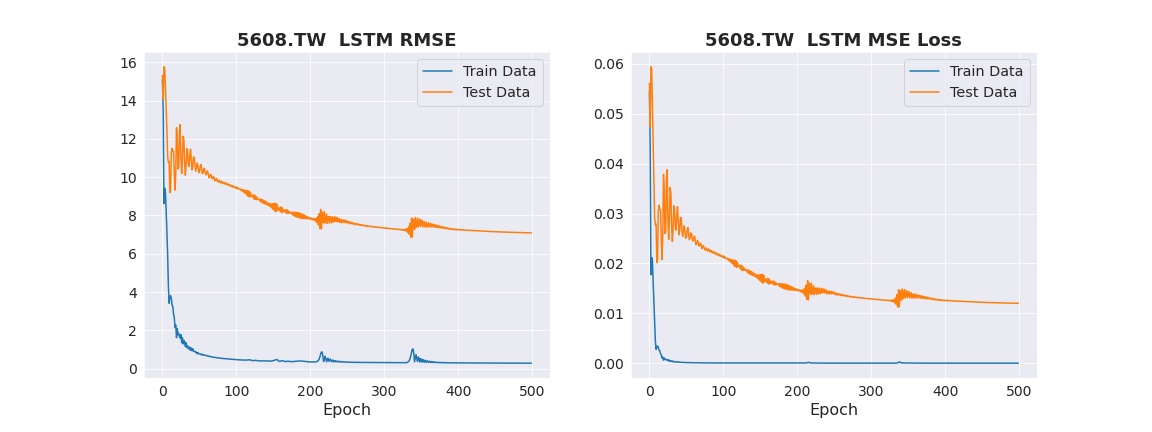 5608.TW  LSTM RMSE
Train Data
Test Data
16
14
12
10
8
6
4
2
0
0 100 200 300 400 500
Epoch
5608.TW  LSTM MSE Loss
Train Data
Test Data
0.06
0.05
0.04
0.03
0.02
0.01
0.00
0 100 200 300 400 500
Epoch